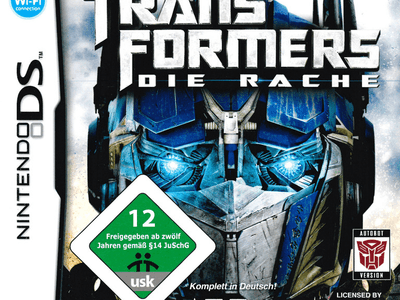 Wi-Fi
connection
TRANS
FORMERS
DIE RACHE
NINTENDO DS™
12
Freigegeben ab zwölf
Jahren gemäß §14 JuSchG
usk
Komplett in Deutsch!
AUTOBOT
VERSION
LICENSED BY